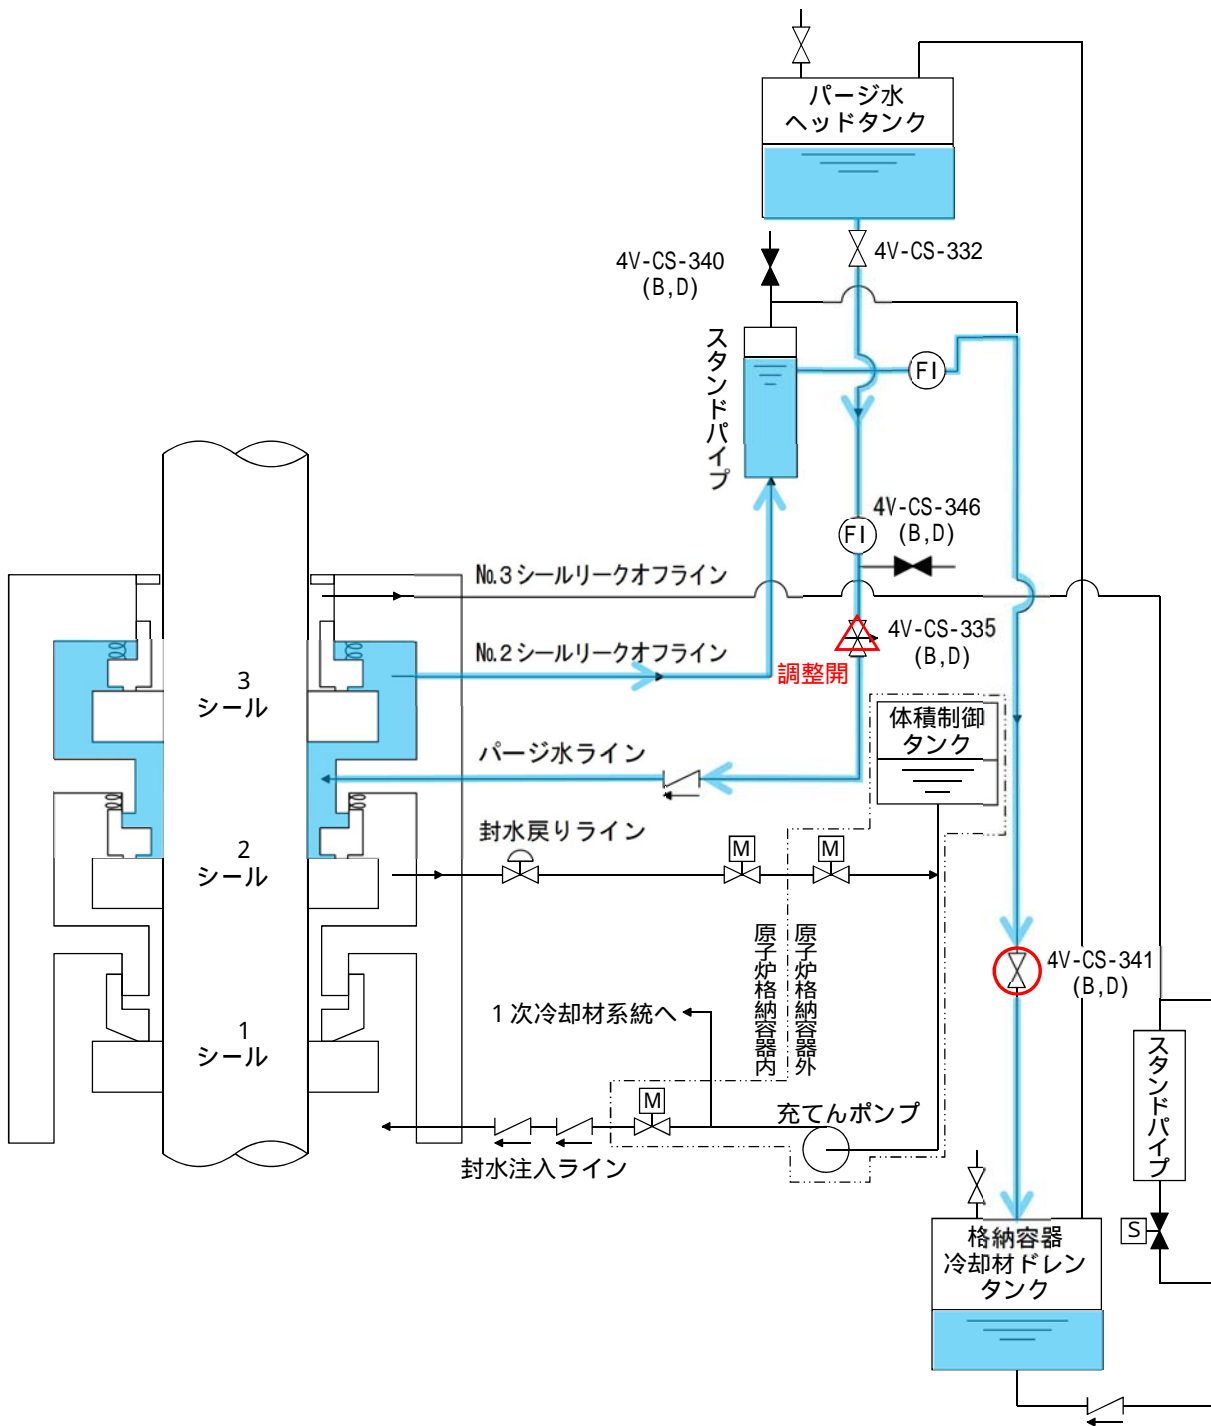 パージ水
ヘッドタンク
4V-CS-332
4V-CS-340
(B,D)
スタンドパイプ
FI
4V-CS-346
(B,D)
FI
№.3シールリークオフライン
4V-CS-335
(B,D)
№.2シールリークオフライン
調整開
3
シール
体積制御
タンク
パージ水ライン
封水戻りライン
M
M
2
シール
原子炉格納容器内
原子炉格納容器外
4V-CS-341
(B,D)
1次冷却材系統へ
1
シール
スタンドパイプ
M
充てんポンプ
封水注入ライン
S
格納容器
冷却材ドレン
タンク